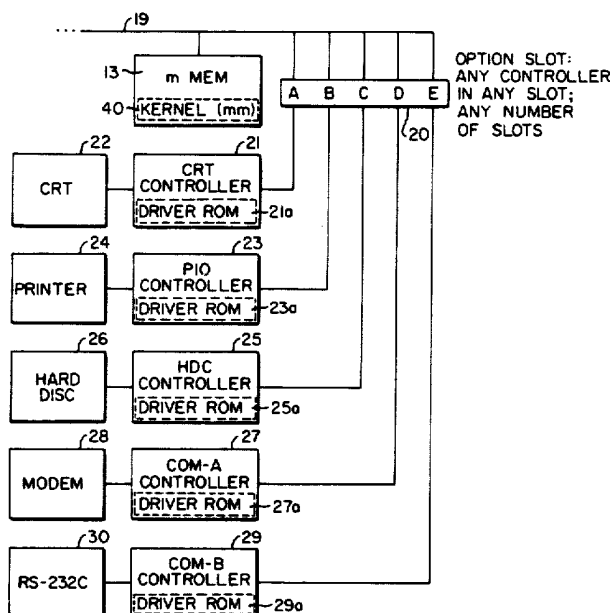 19
13
m MEM
40
KERNEL (mm)
A B C D E
20
OPTION SLOT:
ANY CONTROLLER
IN ANY SLOT;
ANY NUMBER
OF SLOTS
22
CRT
21
CRT
CONTROLLER
DRIVER ROM
21a
24
PRINTER
23
PIO
CONTROLLER
DRIVER ROM
23a
26
HARD
DISC
25
HDC
CONTROLLER
DRIVER ROM
25a
28
MODEM
27
COM-A
CONTROLLER
DRIVER ROM
27a
30
RS-232C
29
COM-B
CONTROLLER
DRIVER ROM
29a